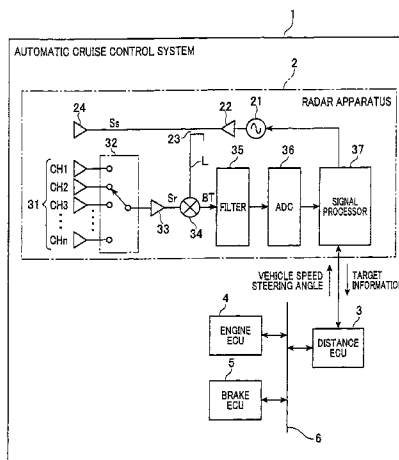 1
AUTOMATIC CRUISE CONTROL SYSTEM
2
24 Ss 23 22 21
RADAR APPARATUS
32
L
35 36 37
31
CH1
CH2
CH3
CHn
Sr
BT
33
34
FILTER
ADC
SIGNAL PROCESSOR
VEHICLE SPEED
STEERING ANGLE
TARGET
INFORMATION
4
ENGINE ECU
3
DISTANCE ECU
5
BRAKE ECU
6